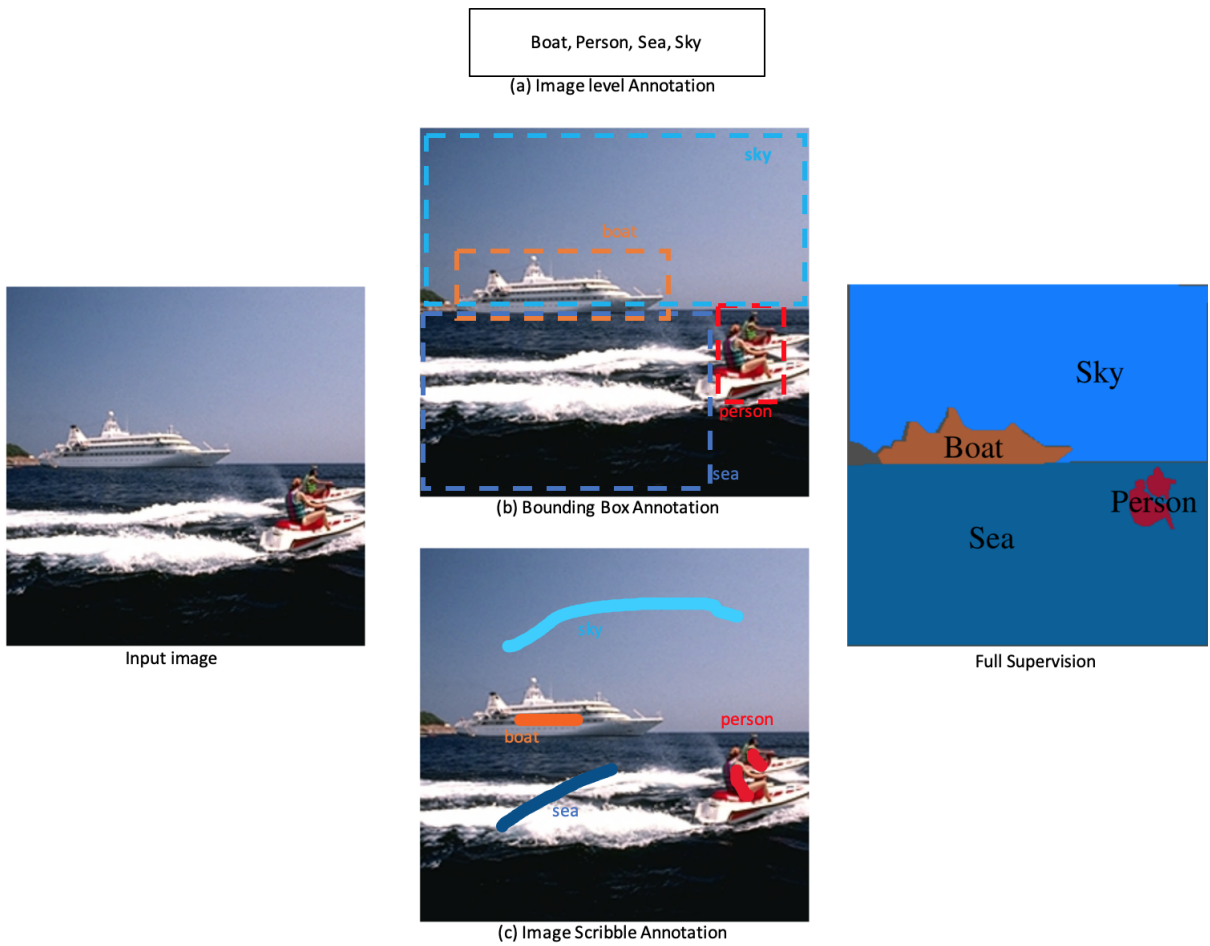 Boat, Person, Sea, Sky
(a) Image level Annotation
sky
boat
person
sea
(b) Bounding Box Annotation
Input image
sky
person
boat
sea
(c) Image Scribble Annotation
Sky
Boat
Person
Sea
Full Supervision